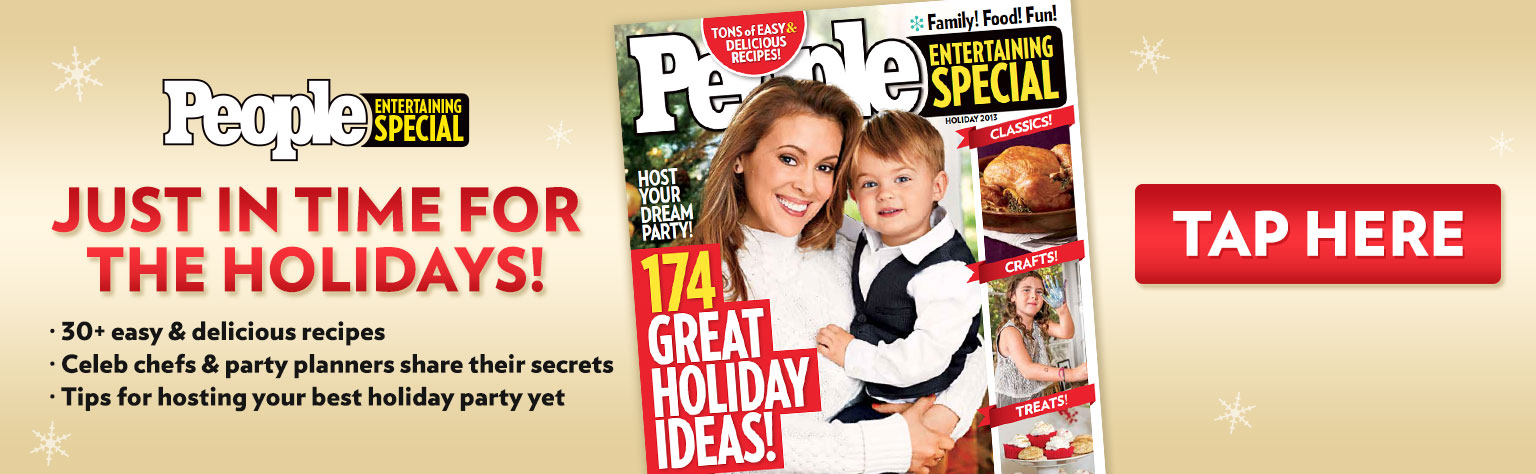 People
ENTERTAINING
SPECIAL
JUST IN TIME FOR
THE HOLIDAYS!
· 30+ easy & delicious recipes
· Celeb chefs & party planners share their secrets
· Tips for hosting your best holiday party yet
TONS of EASY &
DELICIOUS
RECIPES!
Family! Food! Fun!
People
ENTERTAINING
SPECIAL
HOLIDAY 2013
CLASSICS!
HOST
YOUR
DREAM
PARTY!
174
GREAT
HOLIDAY
IDEAS!
CRAFTS!
TREATS!
TAP HERE